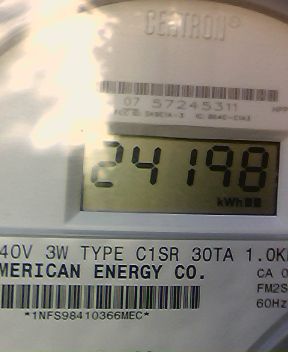 CENTRON®
07 57245311
24198
kWh
40V 3W TYPE C1SR 30TA 1.0K
MERICAN ENERGY CO.
CA 0
FM2S
60Hz
*1NFS98410366MEC*